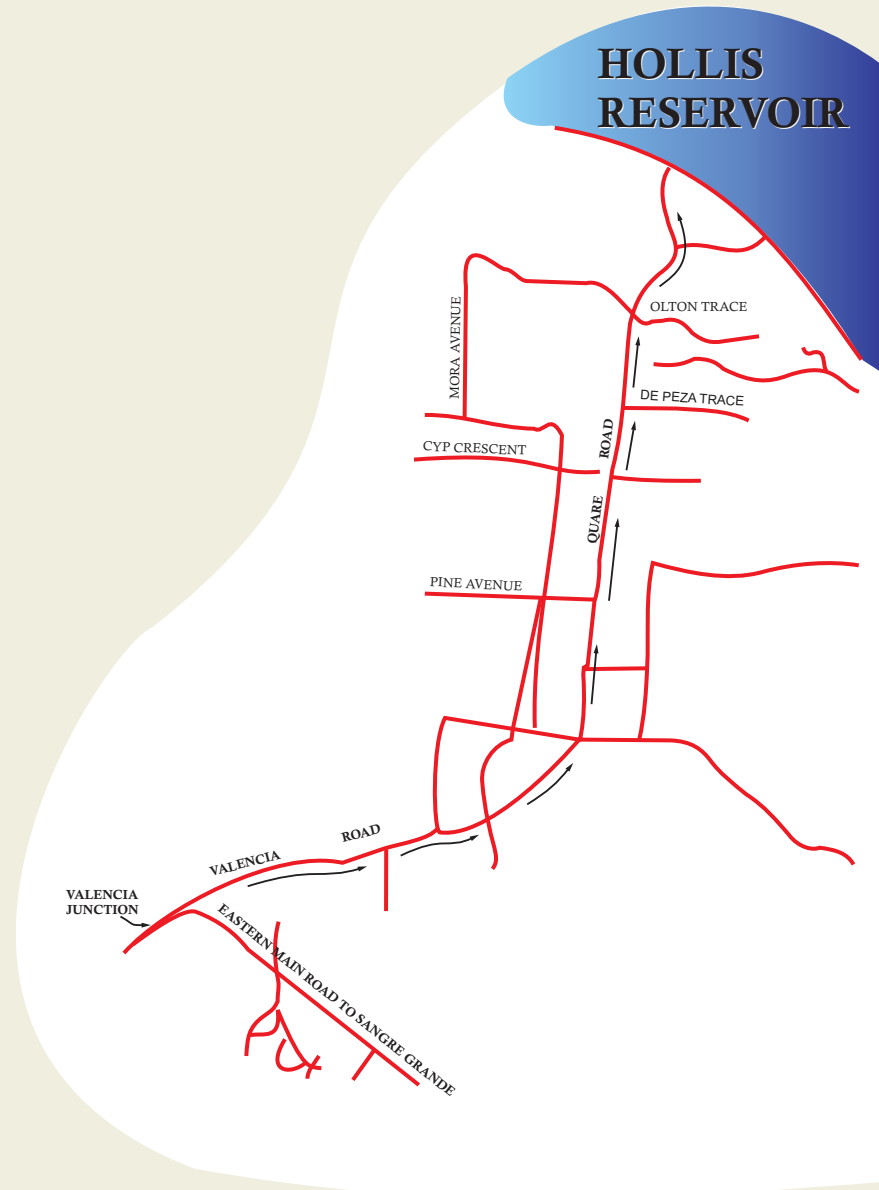 HOLLIS
RESERVOIR
OLTON TRACE
MORA AVENUE
DE PEZA TRACE
CYP CRESCENT
QUARE ROAD
PINE AVENUE
VALENCIA ROAD
VALENCIA
JUNCTION
EASTERN MAIN ROAD TO SANGRE GRANDE